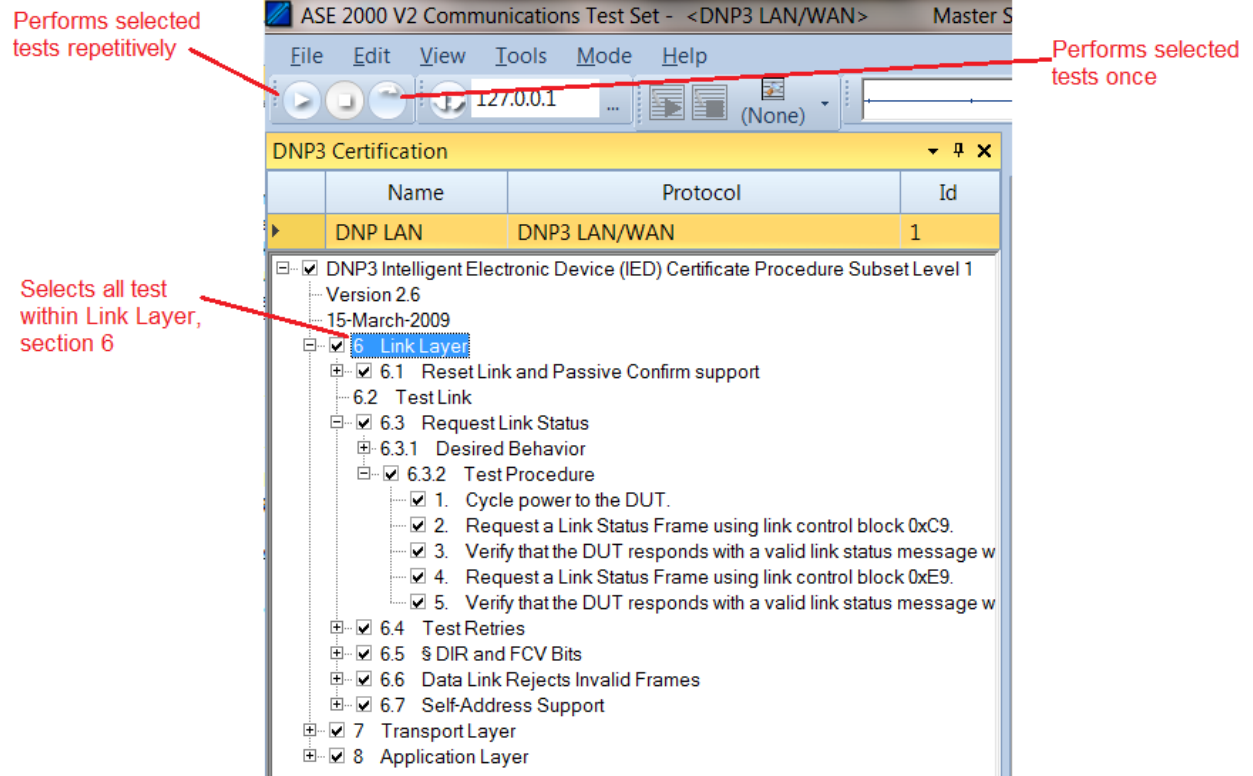 Performs selected
tests repetitively
ASE 2000 V2 Communications Test Set - <DNP3 LAN/WAN> Master S
File Edit View Tools Mode Help
Performs selected
tests once
127.0.0.1 ... (None)
DNP3 Certification
Name Protocol Id
DNP LAN DNP3 LAN/WAN 1
DNP3 Intelligent Electronic Device (IED) Certificate Procedure Subset Level 1
Version 2.6
15-March-2009
Selects all test
within Link Layer,
section 6
6 Link Layer
6.1 Reset Link and Passive Confirm support
6.2 Test Link
6.3 Request Link Status
6.3.1 Desired Behavior
6.3.2 Test Procedure
1. Cycle power to the DUT.
2. Request a Link Status Frame using link control block 0xC9.
3. Verify that the DUT responds with a valid link status message w
4. Request a Link Status Frame using link control block 0xE9.
5. Verify that the DUT responds with a valid link status message w
6.4 Test Retries
6.5 § DIR and FCV Bits
6.6 Data Link Rejects Invalid Frames
6.7 Self-Address Support
7 Transport Layer
8 Application Layer